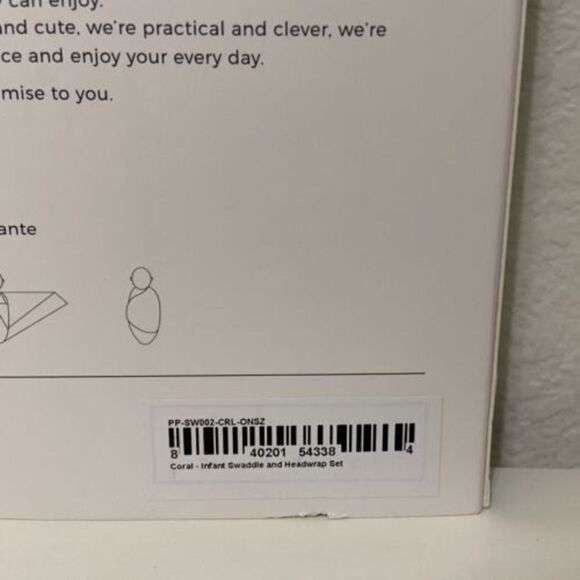 can enjoy.
and cute, we're practical and clever, we're
ce and enjoy your every day.
mise to you.
ante
PP-SW002-CRL-ONSZ
8 40201 54338 4
Coral - Infant Swaddle and Headwrap Set